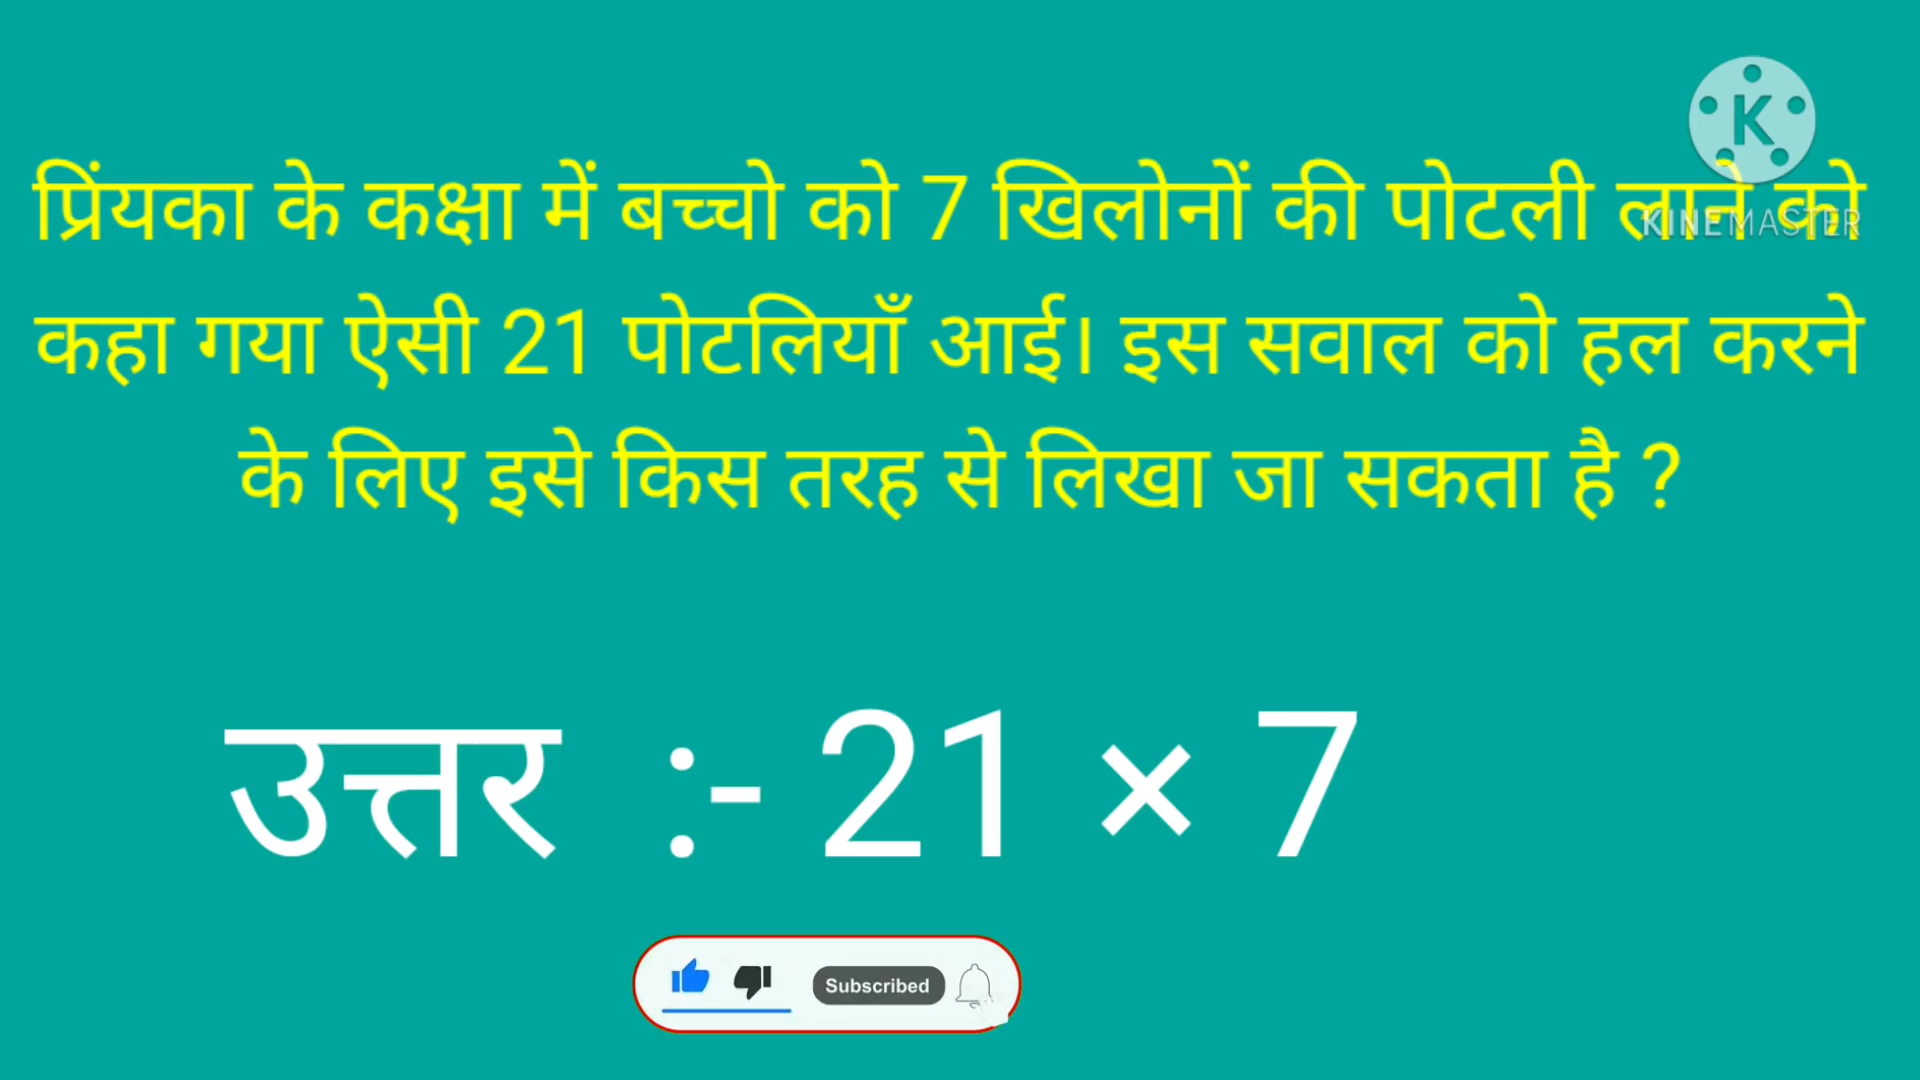 प्रिंयका के कक्षा में बच्चो को 7 खिलोनों की पोटली लाने को
कहा गया ऐसी 21 पोटलियाँ आई। इस सवाल को हल करने
के लिए इसे किस तरह से लिखा जा सकता है ?
K
KINEMASTER
उत्तर :- 21 × 7
Subscribed